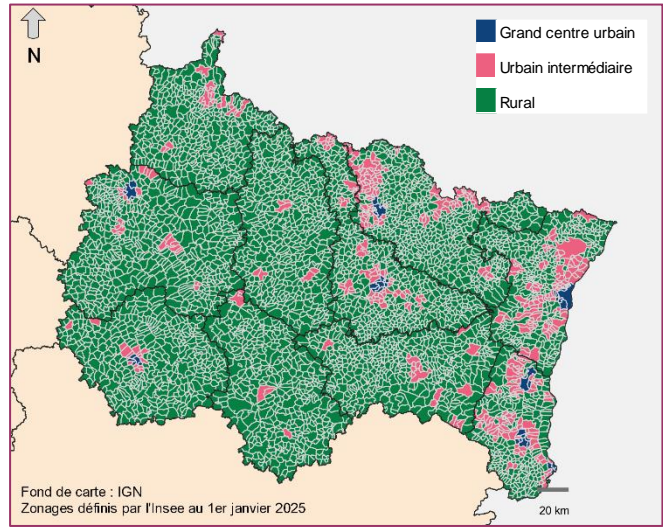 N
Grand centre urbain
Urbain intermédiaire
Rural
Fond de carte : IGN
Zonages définis par l'Insee au 1er janvier 2025
20 km